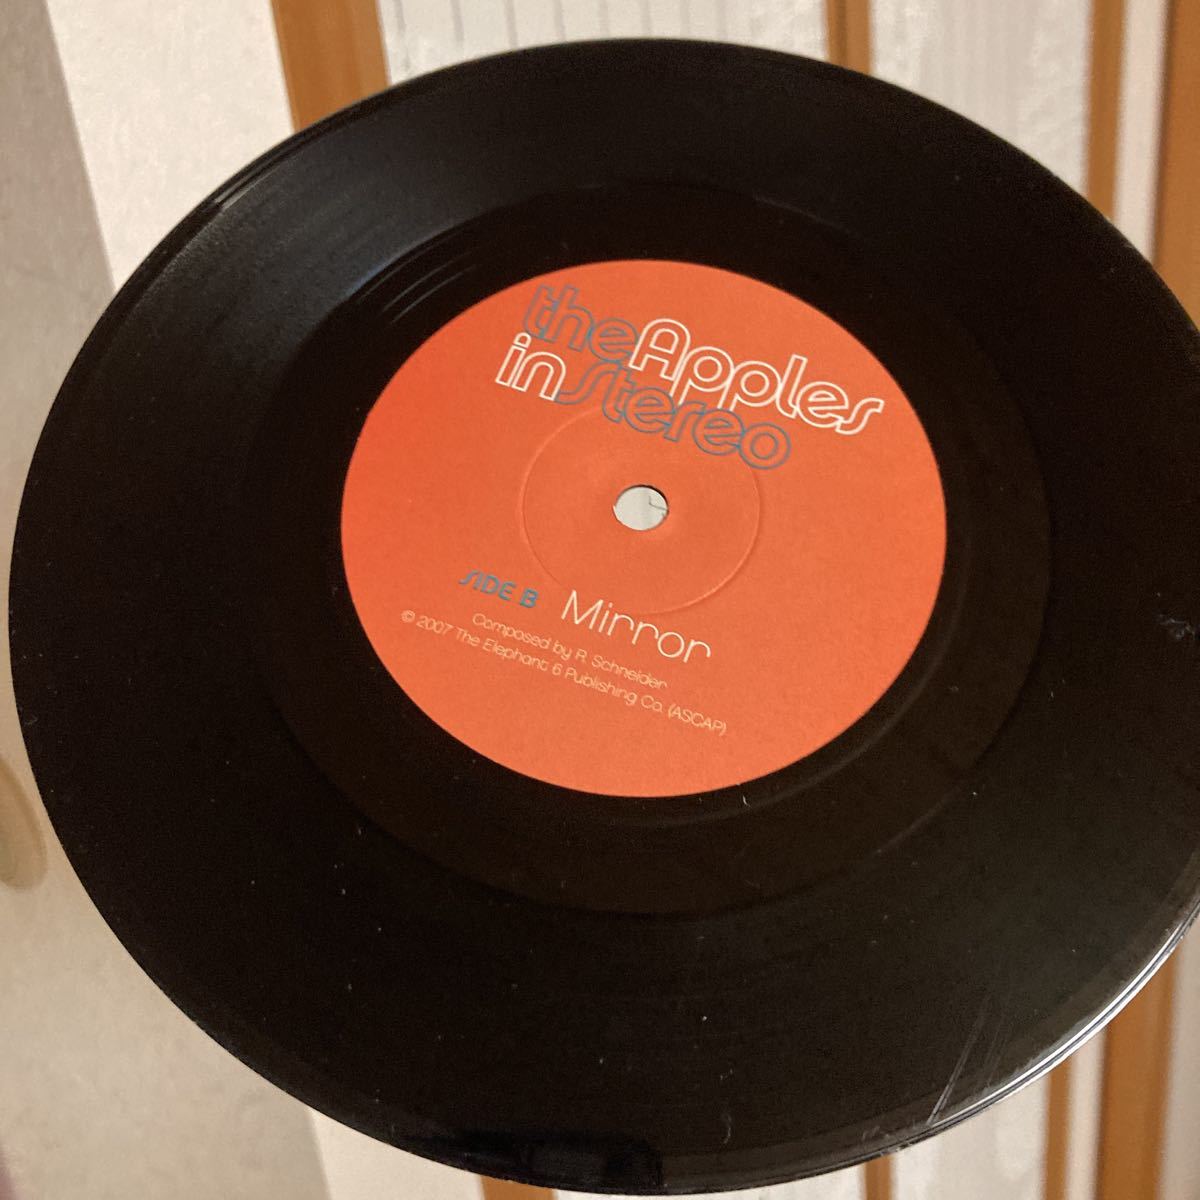 the Apples
in stereo
SIDE B Mirror
Composed by R. Schneider
© 2007 The Elephant 6 Publishing Co. (ASCAP)